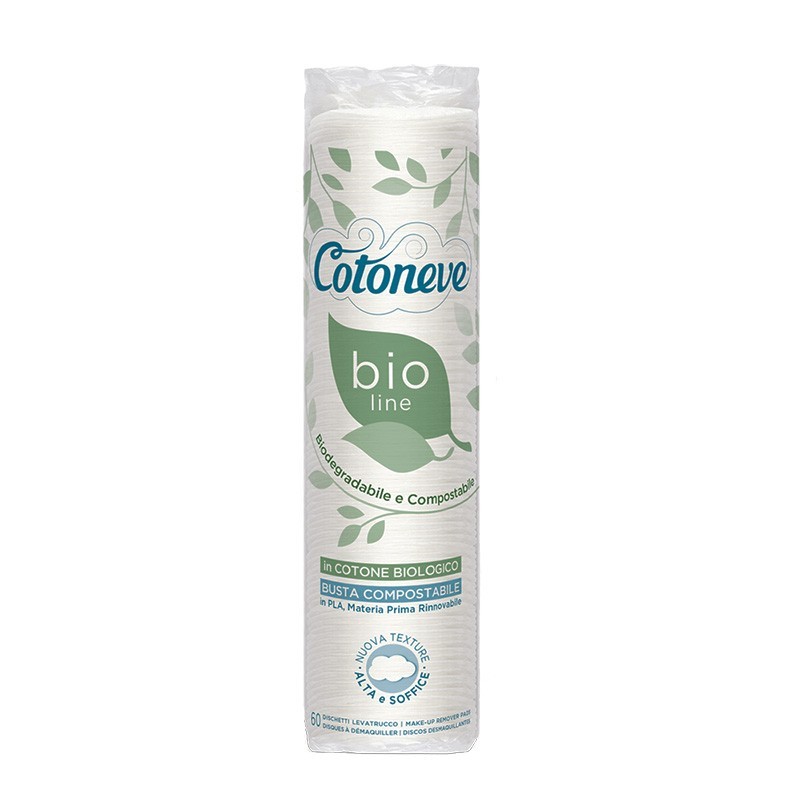 Cotoneve
bio
line
Biodegradabile e Compostabile
in COTONE BIOLOGICO
BUSTA COMPOSTABILE
in PLA, Materia Prima Rinnovabile
NUOVA TEXTURE
ALTA e SOFFICE
60 DISCHETTI LEVATRUCCO | MAKE-UP REMOVER PADS
DISQUES À DÉMAQUILLER | DISCOS DESMAQUILLANTES